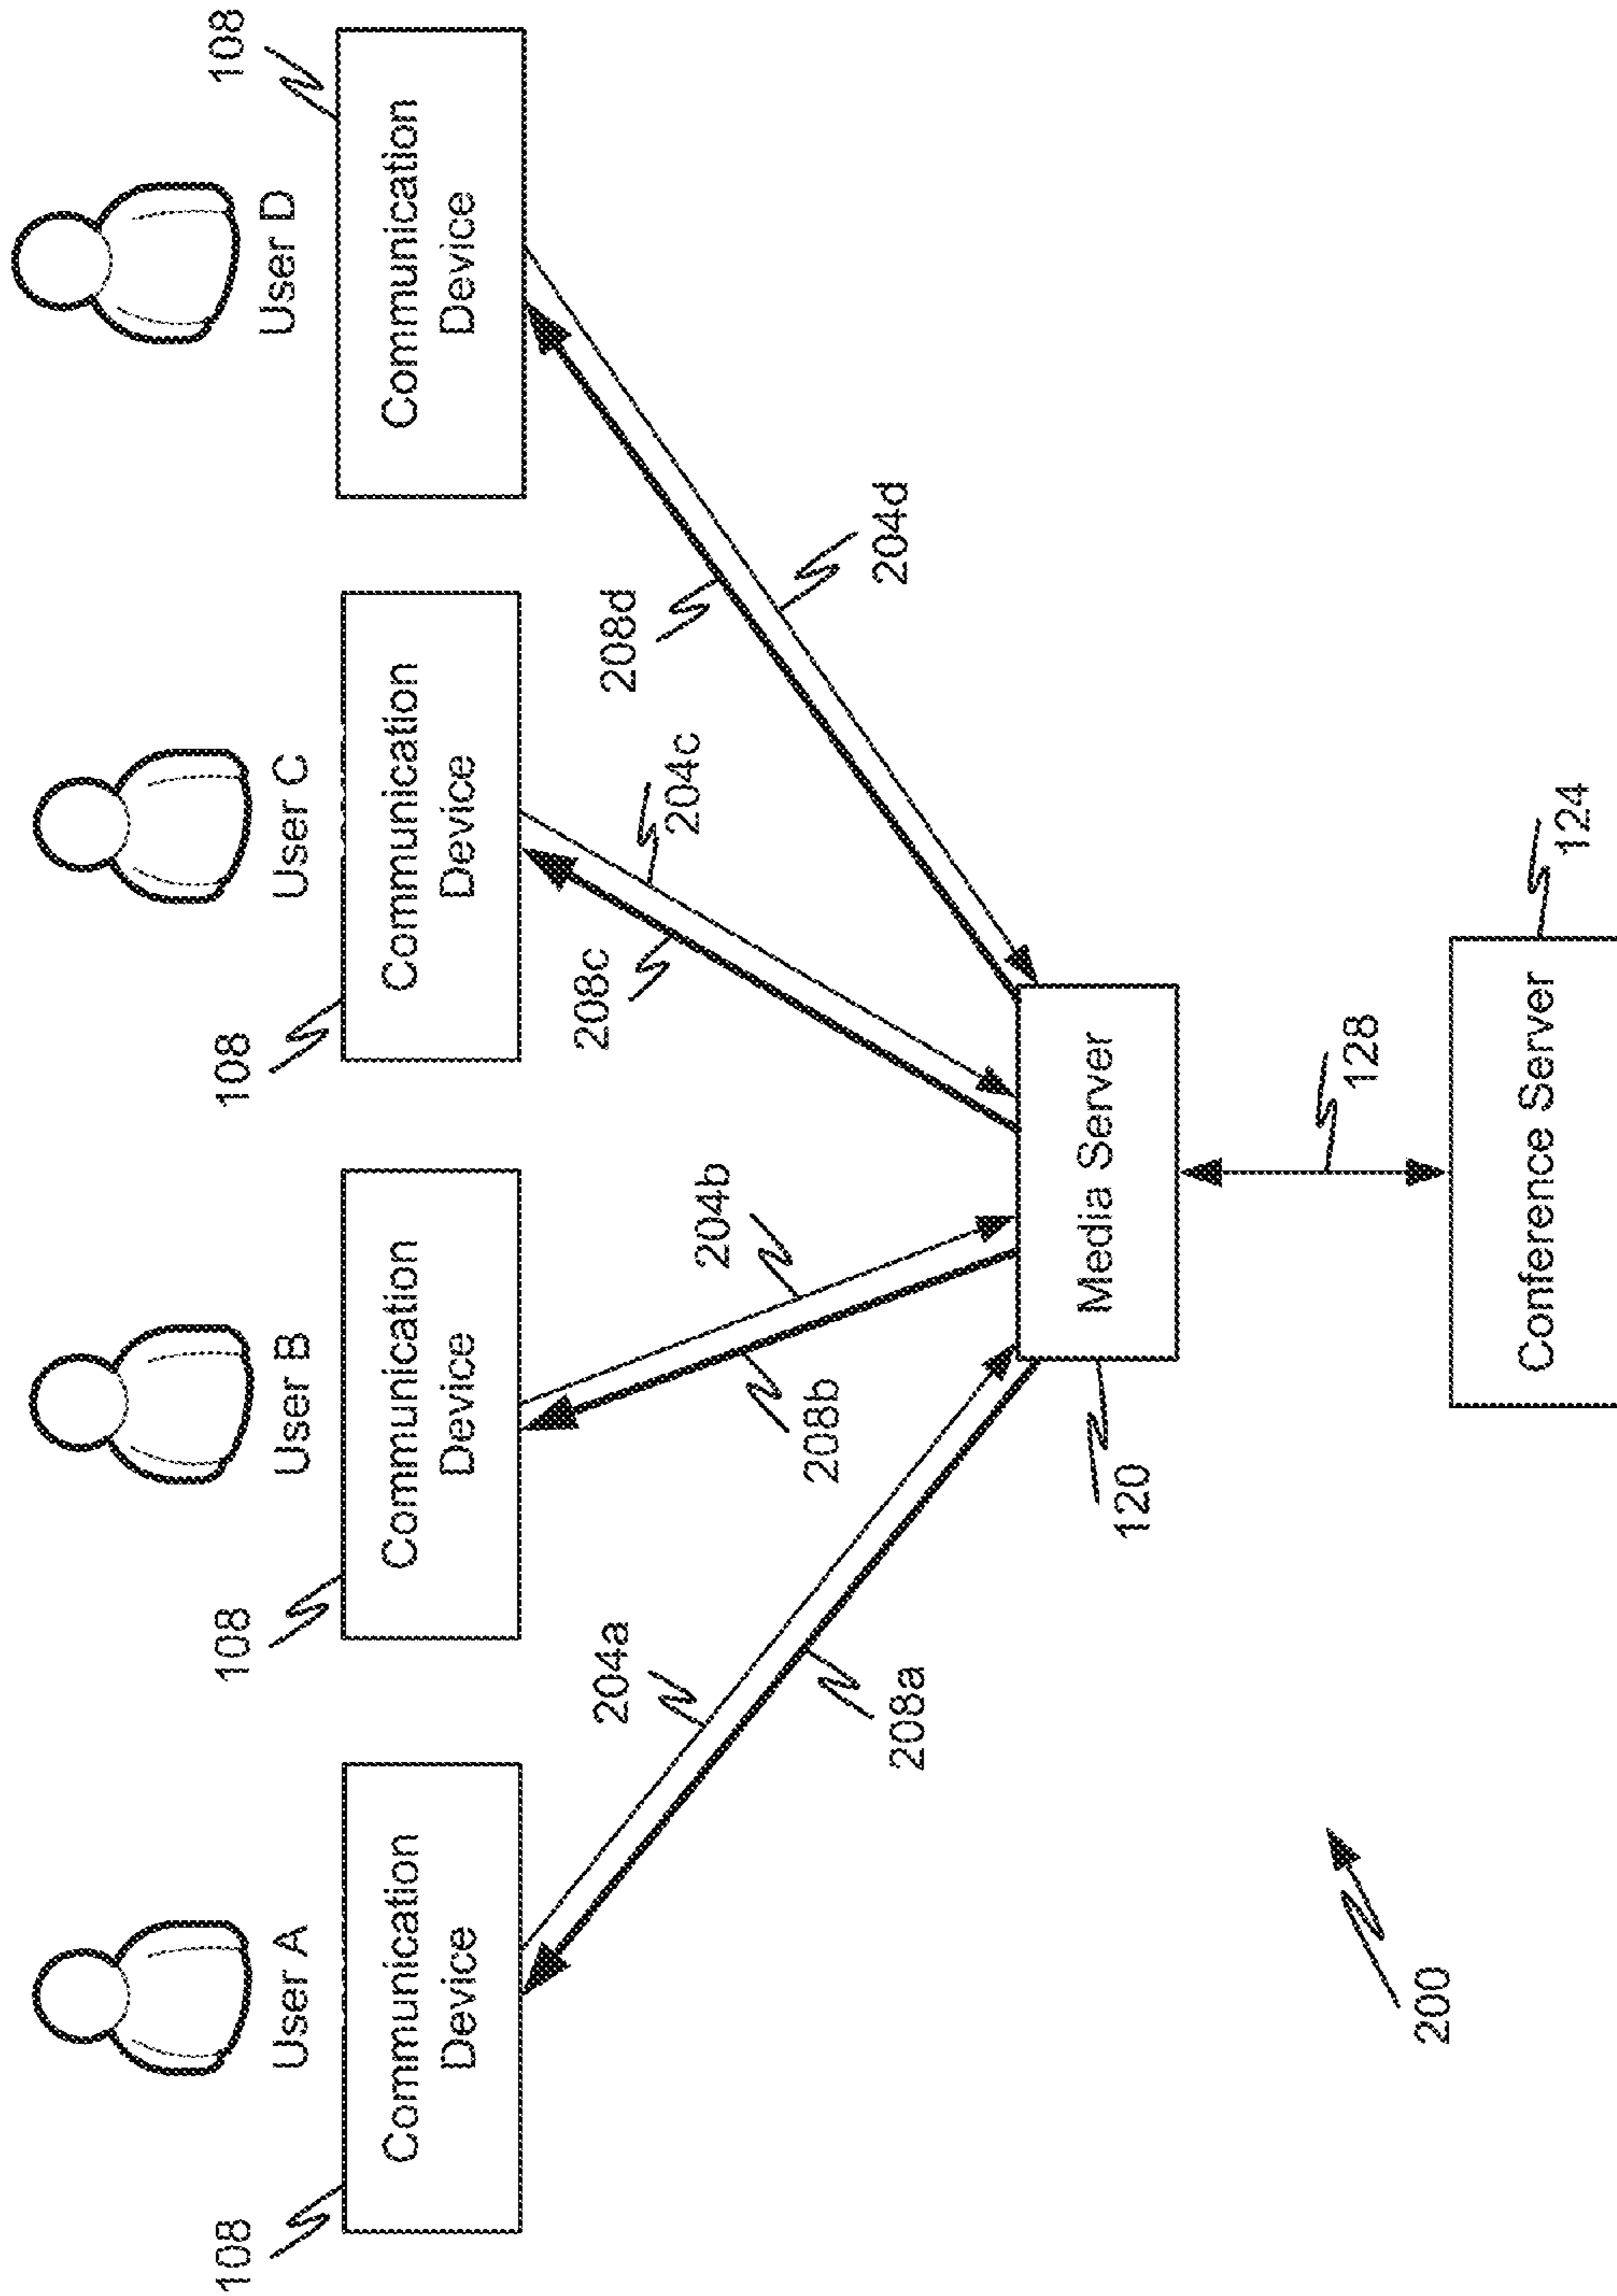 User A
User B
User C
User D
108
Communication
Device
108
Communication
Device
108
Communication
Device
108
Communication
Device
204a
208a
204b
208b
204c
208c
208d
204d
120
Media Server
128
200
Conference Server
124